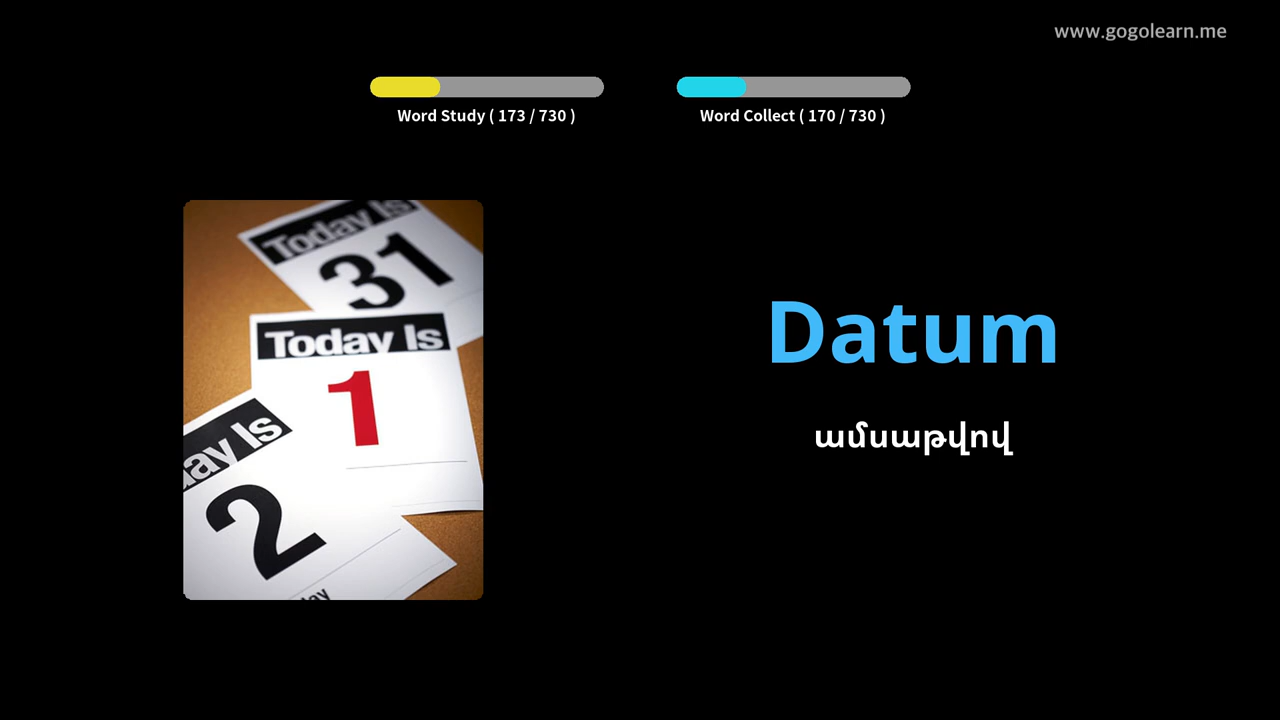 www.gogolearn.me
Word Study ( 173 / 730 )
Word Collect ( 170 / 730 )
Today Is
31
Today Is
1
ay Is
2
day
Datum
ամսաթվով